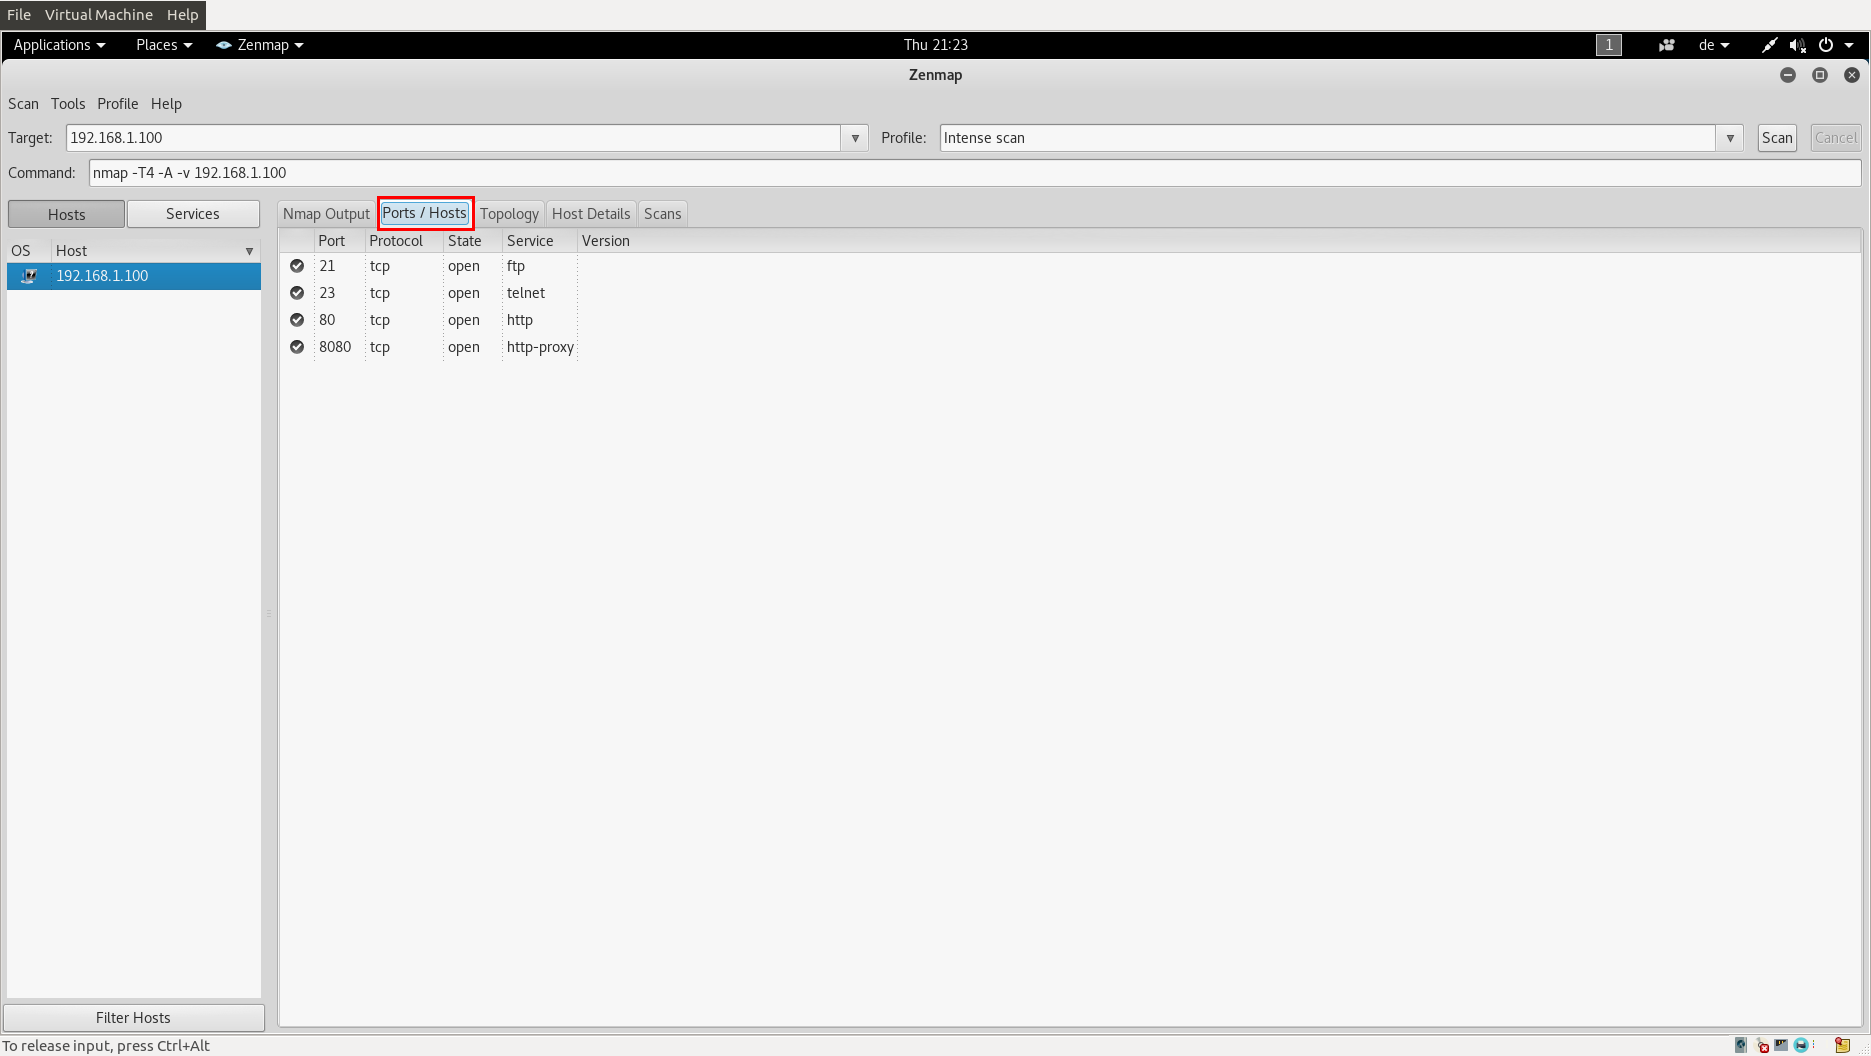 File Virtual Machine Help
Applications Places Zenmap Thu 21:23 1 de
Zenmap
Scan Tools Profile Help
Target: 192.168.1.100 Profile: Intense scan Scan Cancel
Command: nmap -T4 -A -v 192.168.1.100
Hosts Services Nmap Output Ports / Hosts Topology Host Details Scans
Port Protocol State Service Version
OS Host
21 tcp open ftp
192.168.1.100
23 tcp open telnet
80 tcp open http
8080 tcp open http-proxy
Filter Hosts
To release input, press Ctrl+Alt